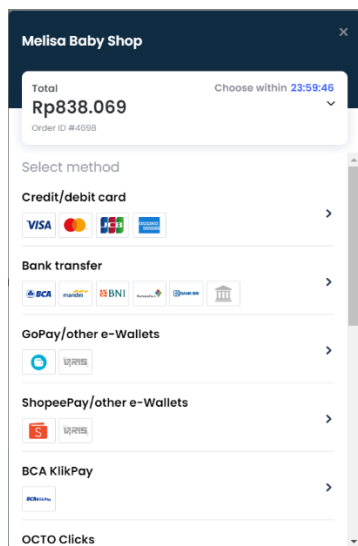 Melisa Baby Shop
×
Total
Choose within 23:59:46
Rp838.069
Order ID #4698
Select method
Credit/debit card
VISA JCB
Bank transfer
BCA mandiri BNI
GoPay/other e-Wallets
QRIS
ShopeePay/other e-Wallets
S QRIS
BCA KlikPay
BCA KlikPay
OCTO Clicks